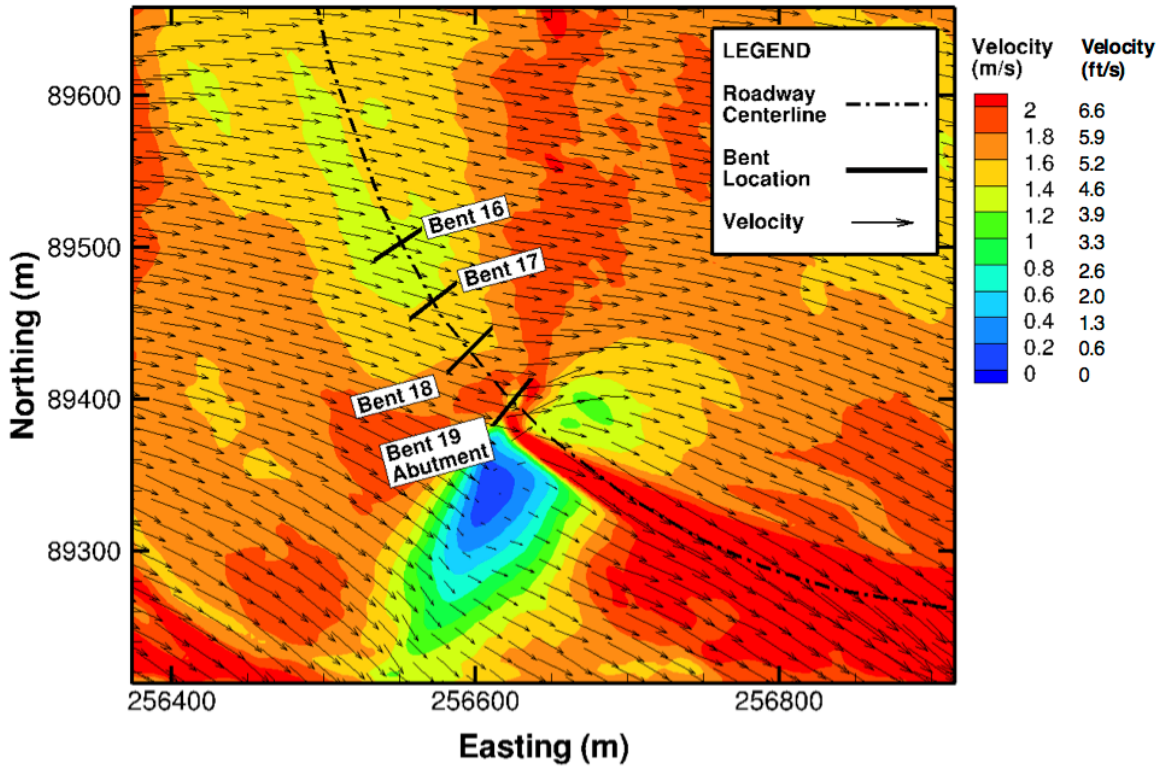 LEGEND
Roadway
Centerline
Bent
Location
Velocity
Velocity
(m/s)
2
1.8
1.6
1.4
1.2
1
0.8
0.6
0.4
0.2
0
Velocity
(ft/s)
6.6
5.9
5.2
4.6
3.9
3.3
2.6
2.0
1.3
0.6
0
Bent 16
Bent 17
Bent 18
Bent 19
Abutment
Northing (m)
89600
89500
89400
89300
256400
256600
256800
Easting (m)